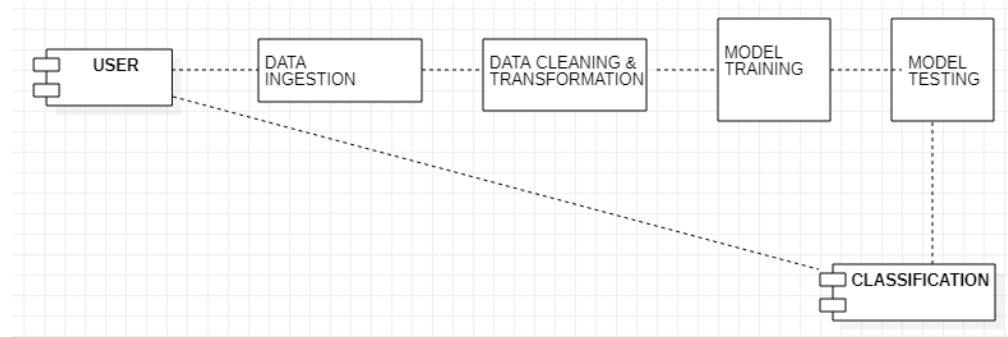 USER
DATA
INGESTION
DATA CLEANING &
TRANSFORMATION
MODEL
TRAINING
MODEL
TESTING
CLASSIFICATION